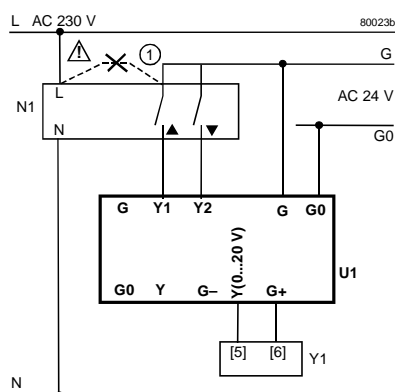 L AC 230 V 80023b
⚠ 1 G
L
N1 AC 24 V
N G0
G Y1 Y2 G G0
Y(0...20 V)
U1
G0 Y G– G+
[5] [6] Y1
N